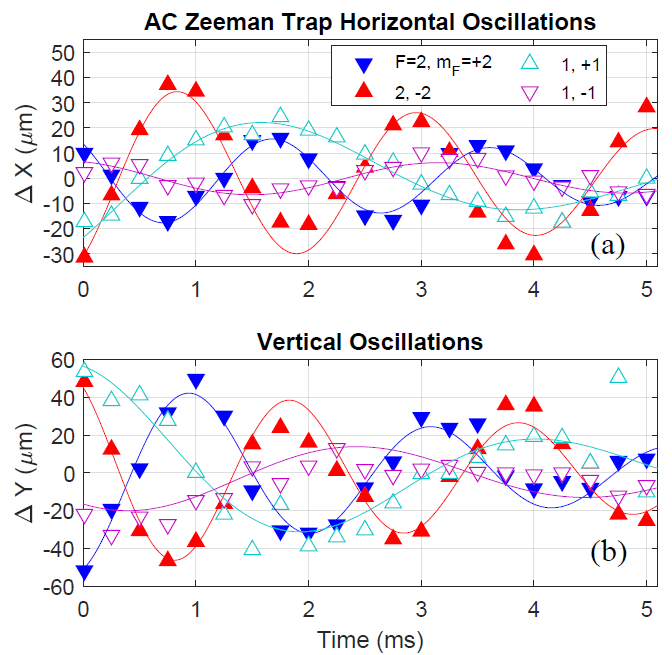 AC Zeeman Trap Horizontal Oscillations
50
40
30
20
10
0
-10
-20
-30
Δ X (μm)
F=2, mF=+2
1, +1
2, -2
1, -1
(a)
0 1 2 3 4 5
Vertical Oscillations
60
40
20
0
-20
-40
-60
Δ Y (μm)
(b)
0 1 2 3 4 5
Time (ms)